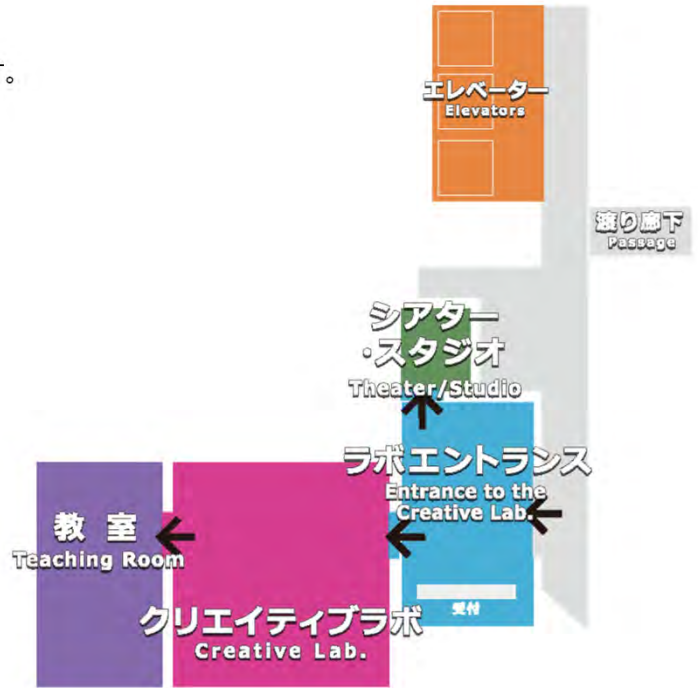 。
エレベーター
Elevators
渡り廊下
Passage
シアター
・スタジオ
Theater/Studio
ラボエントランス
Entrance to the
Creative Lab.
受付
教 室
Teaching Room
クリエイティブラボ
Creative Lab.